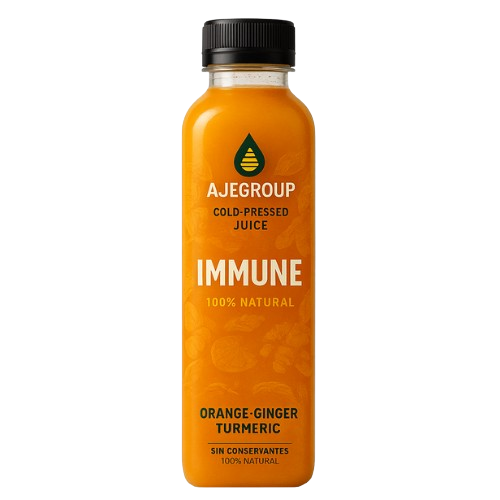 AJEGROUP
COLD-PRESSED
JUICE
IMMUNE
100% NATURAL
ORANGE·GINGER
TURMERIC
SIN CONSERVANTES
100% NATURAL